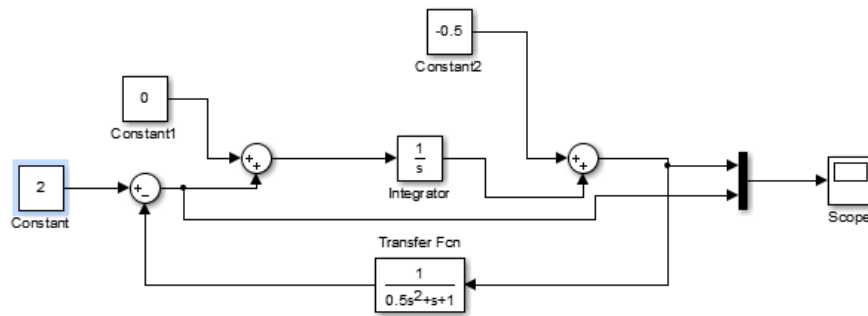 -0.5
Constant2
0
Constant1
+
+
1
s
Integrator
+
+
2
Constant
+
−
Scope
Transfer Fcn
1
0.5s²+s+1